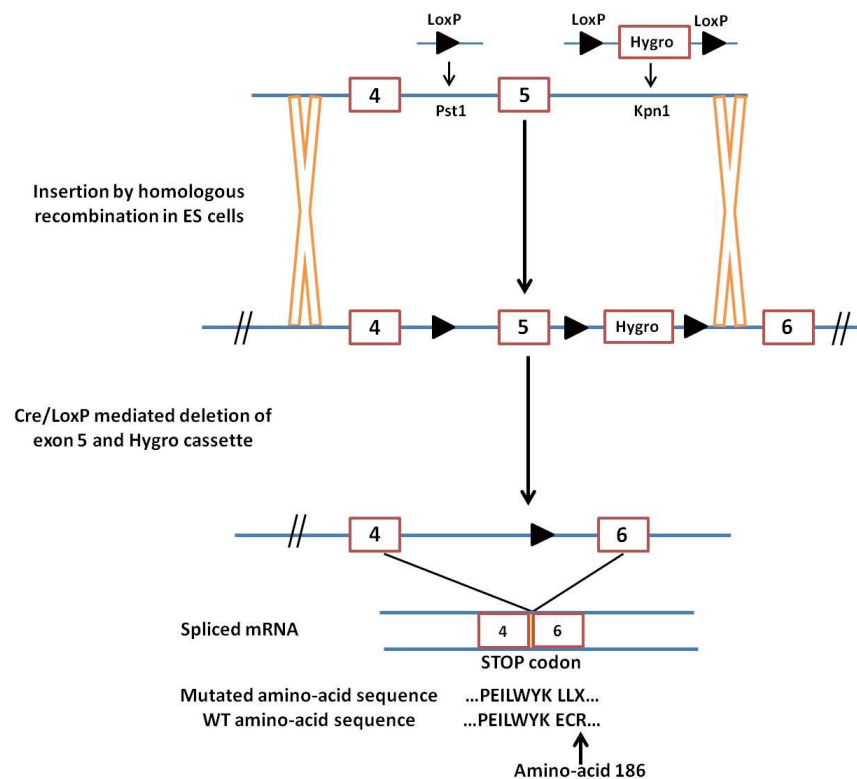 LoxP LoxP LoxP
Hygro
4 5
Pst1 Kpn1
Insertion by homologous
recombination in ES cells
4 5 Hygro 6
Cre/LoxP mediated deletion of
exon 5 and Hygro cassette
4 6
Spliced mRNA 4 6
STOP codon
Mutated amino-acid sequence ...PEILWYK LLX...
WT amino-acid sequence ...PEILWYK ECR...
Amino-acid 186